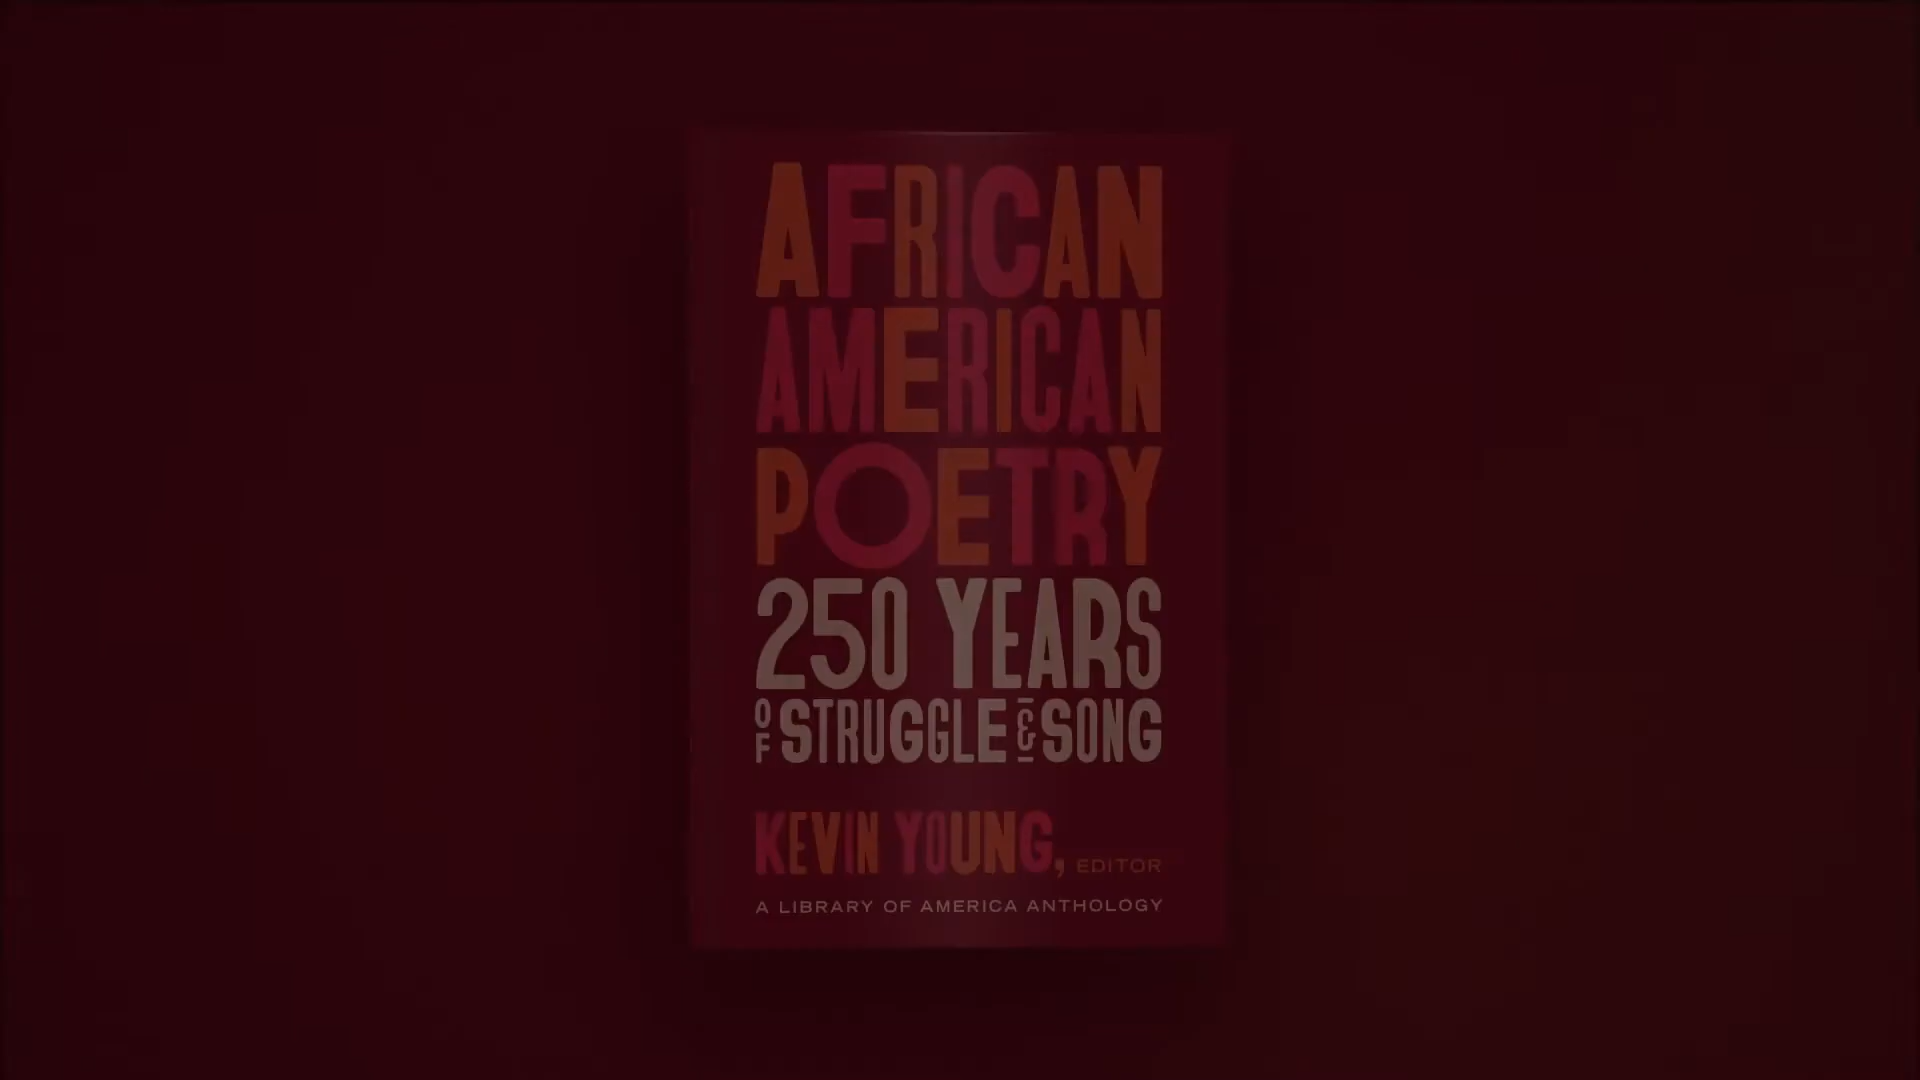 AFRICAN
AMERICAN
POETRY
250 YEARS
OF STRUGGLE & SONG
KEVIN YOUNG, EDITOR
A LIBRARY OF AMERICA ANTHOLOGY